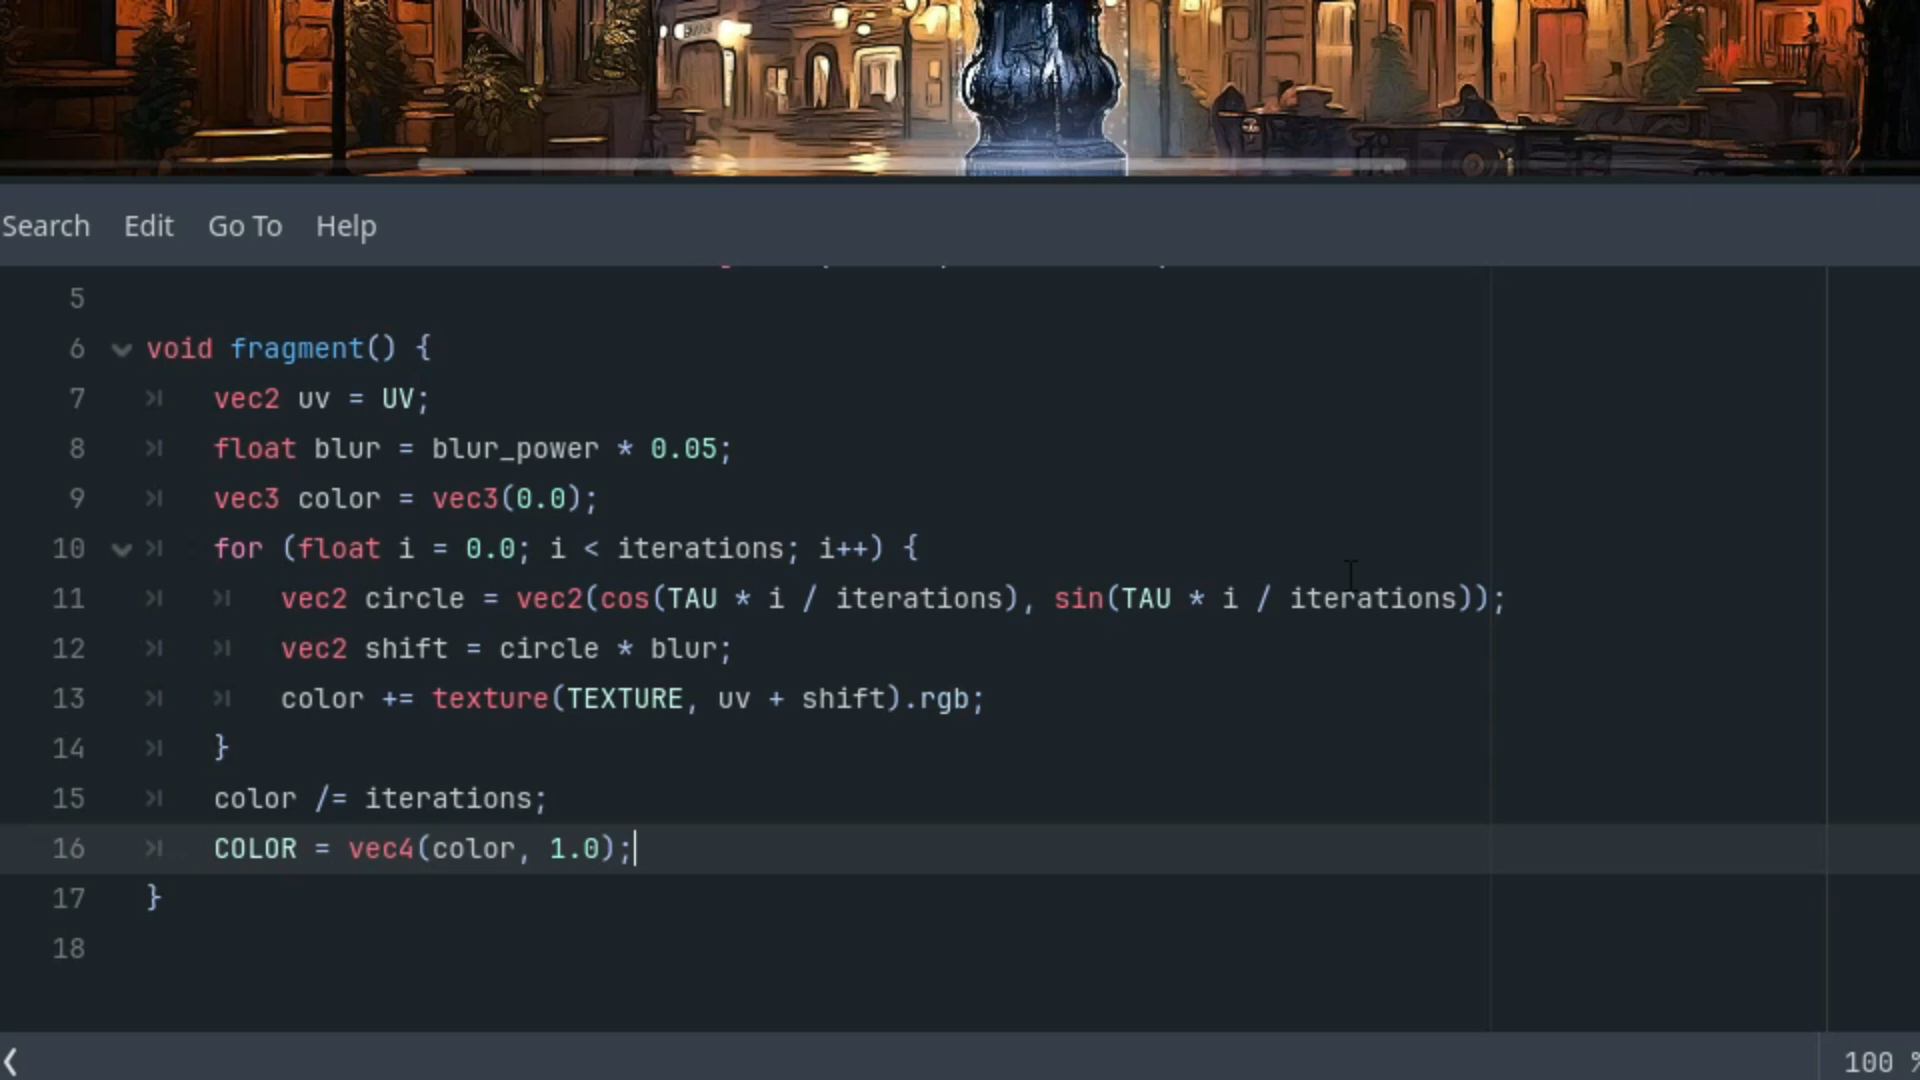 Search Edit Go To Help
5
6 void fragment() {
7 vec2 uv = UV;
8 float blur = blur_power * 0.05;
9 vec3 color = vec3(0.0);
10 for (float i = 0.0; i < iterations; i++) {
11 vec2 circle = vec2(cos(TAU * i / iterations), sin(TAU * i / iterations));
12 vec2 shift = circle * blur;
13 color += texture(TEXTURE, uv + shift).rgb;
14 }
15 color /= iterations;
16 COLOR = vec4(color, 1.0);
17 }
18
100 %